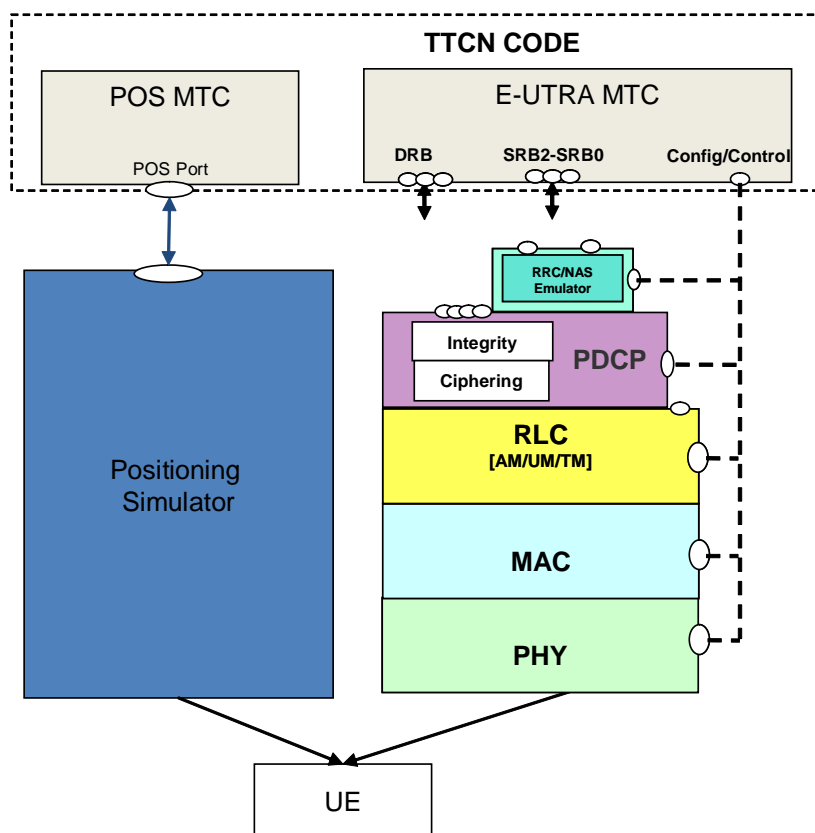 TTCN CODE
POS MTC
E-UTRA MTC
DRB
SRB2-SRB0
Config/Control
POS Port
RRC/NAS
Emulator
Integrity
PDCP
Ciphering
RLC
[AM/UM/TM]
Positioning
Simulator
MAC
PHY
UE